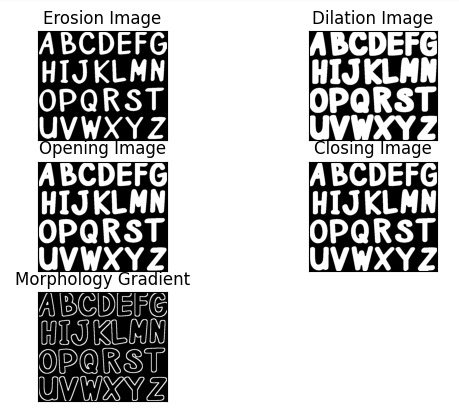 Erosion Image
Dilation Image
ABCDEFG
HIJKLMN
OPQRST
UVWXYZ
ABCDEFG
HIJKLMN
OPQRST
UVWXYZ
Opening Image
Closing Image
ABCDEFG
HIJKLMN
OPQRST
UVWXYZ
ABCDEFG
HIJKLMN
OPQRST
UVWXYZ
Morphology Gradient
ABCDEFG
HIJKLMN
OPQRST
UVWXYZ